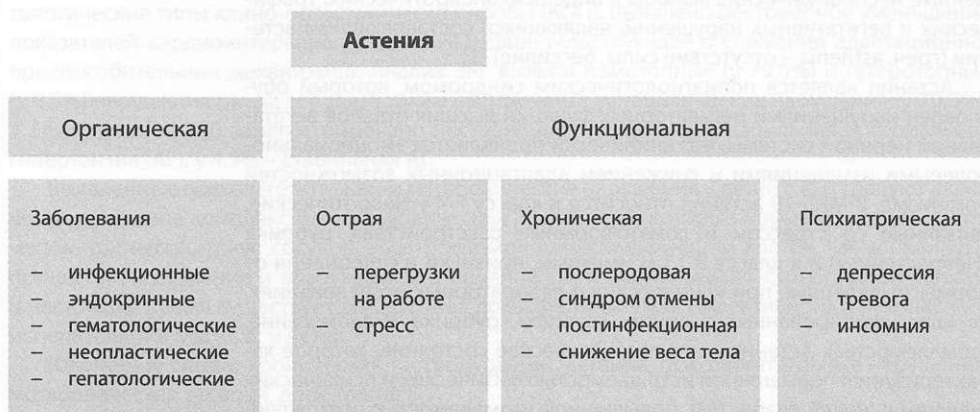 Астения
Органическая
Функциональная
Заболевания
– инфекционные
– эндокринные
– гематологические
– неопластические
– гепатологические
Острая
– перегрузки
на работе
– стресс
Хроническая
– послеродовая
– синдром отмены
– постинфекционная
– снижение веса тела
Психиатрическая
– депрессия
– тревога
– инсомния